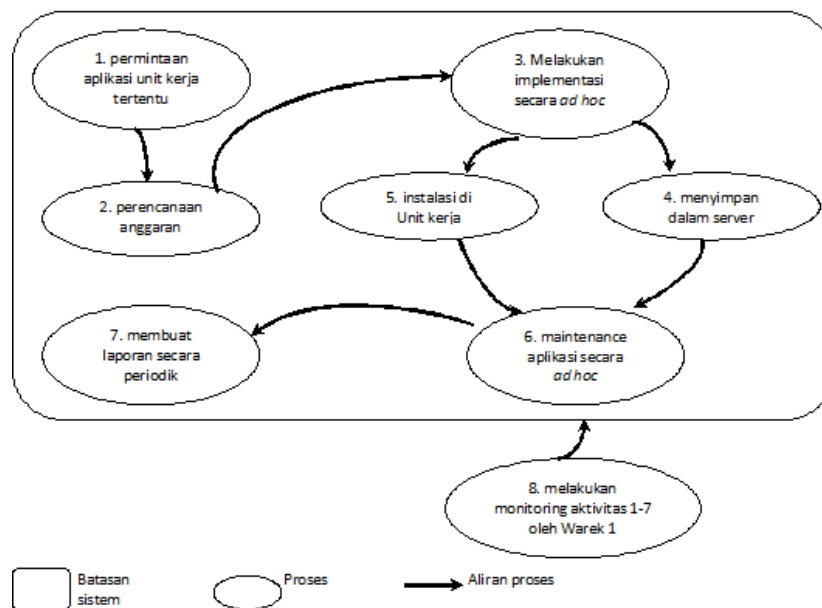 1. permintaan
aplikasi unit kerja
tertentu
2. perencanaan
anggaran
3. Melakukan
implementasi
secara ad hoc
5. instalasi di
Unit kerja
4. menyimpan
dalam server
7. membuat
laporan secara
periodik
6. maintenance
aplikasi secara
ad hoc
8. melakukan
monitoring aktivitas 1-7
oleh Warek 1
Batasan
sistem
Proses
Aliran proses